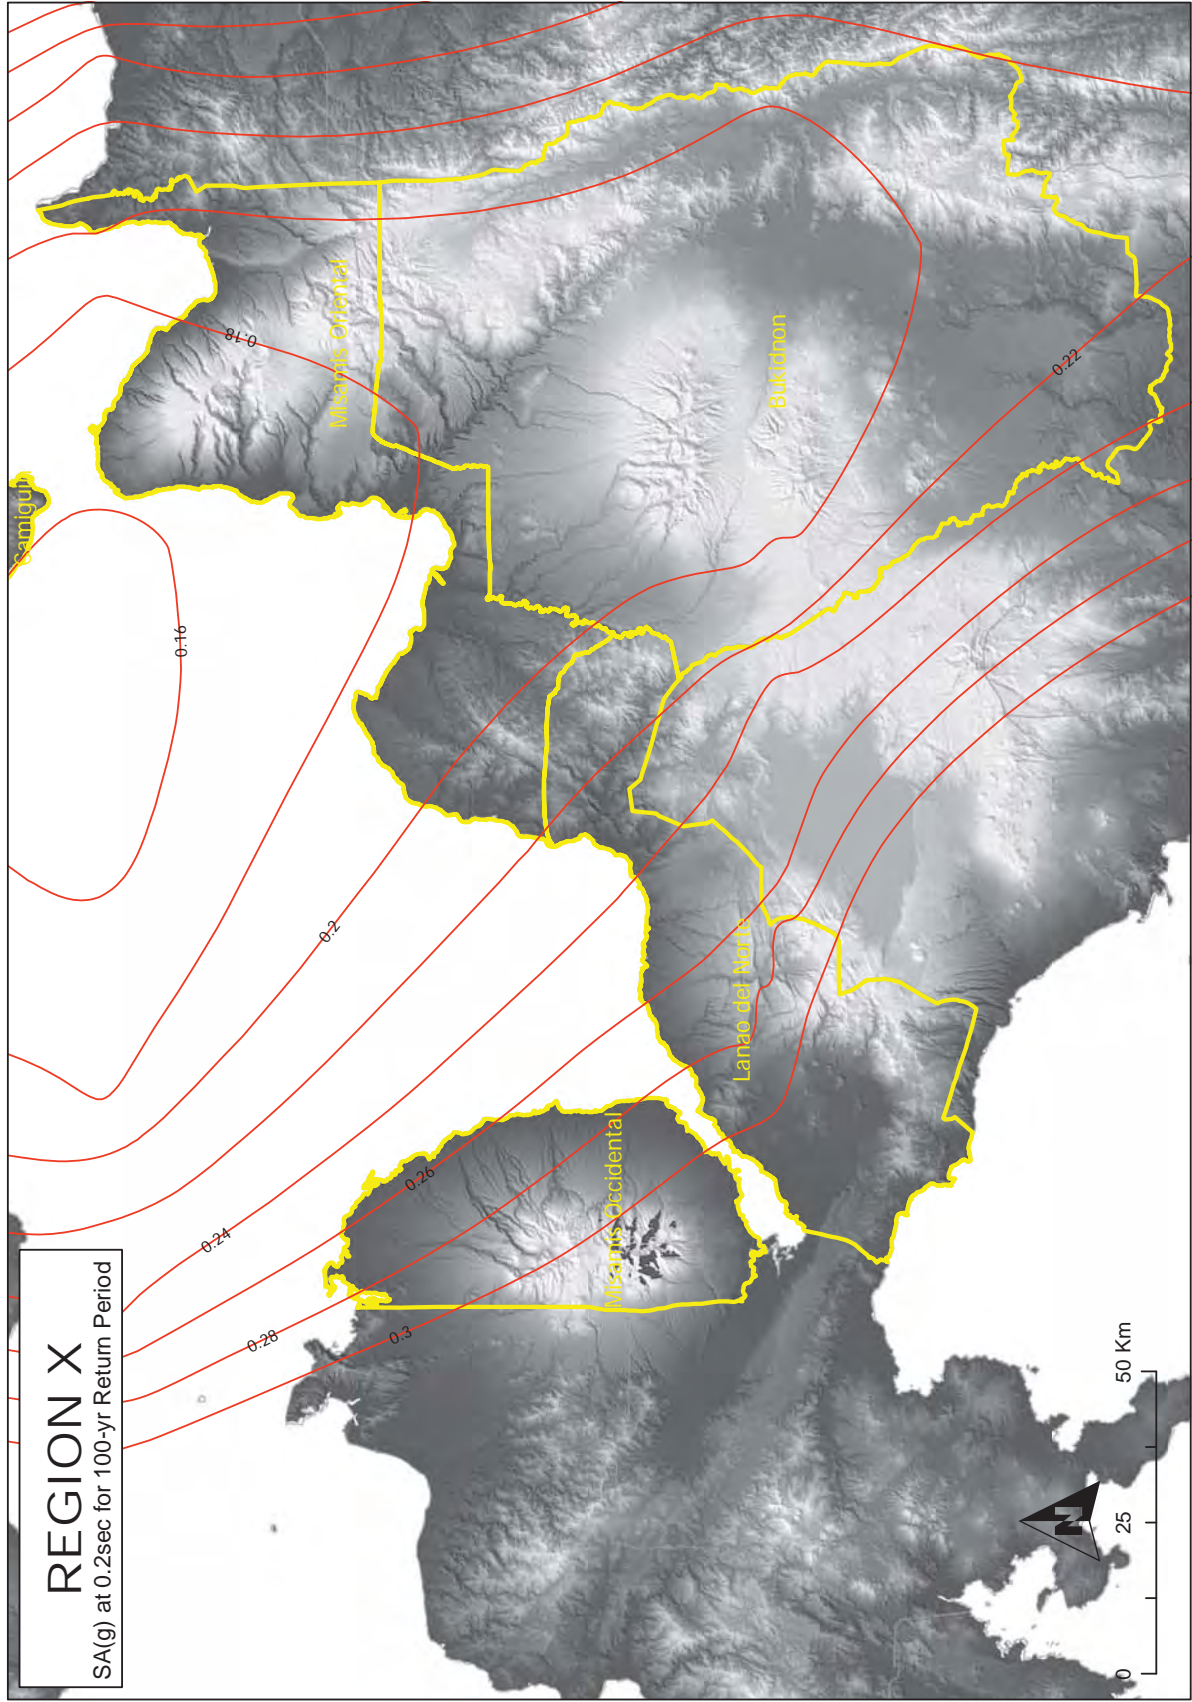 REGION X
SA(g) at 0.2sec for 100-yr Return Period
Camiguin
0.16
0.18
Misamis Oriental
0.2
Bukidnon
0.22
0.24
0.26
0.28
0.3
Lanao del Norte
Misamis Occidental
N
0 25 50 Km